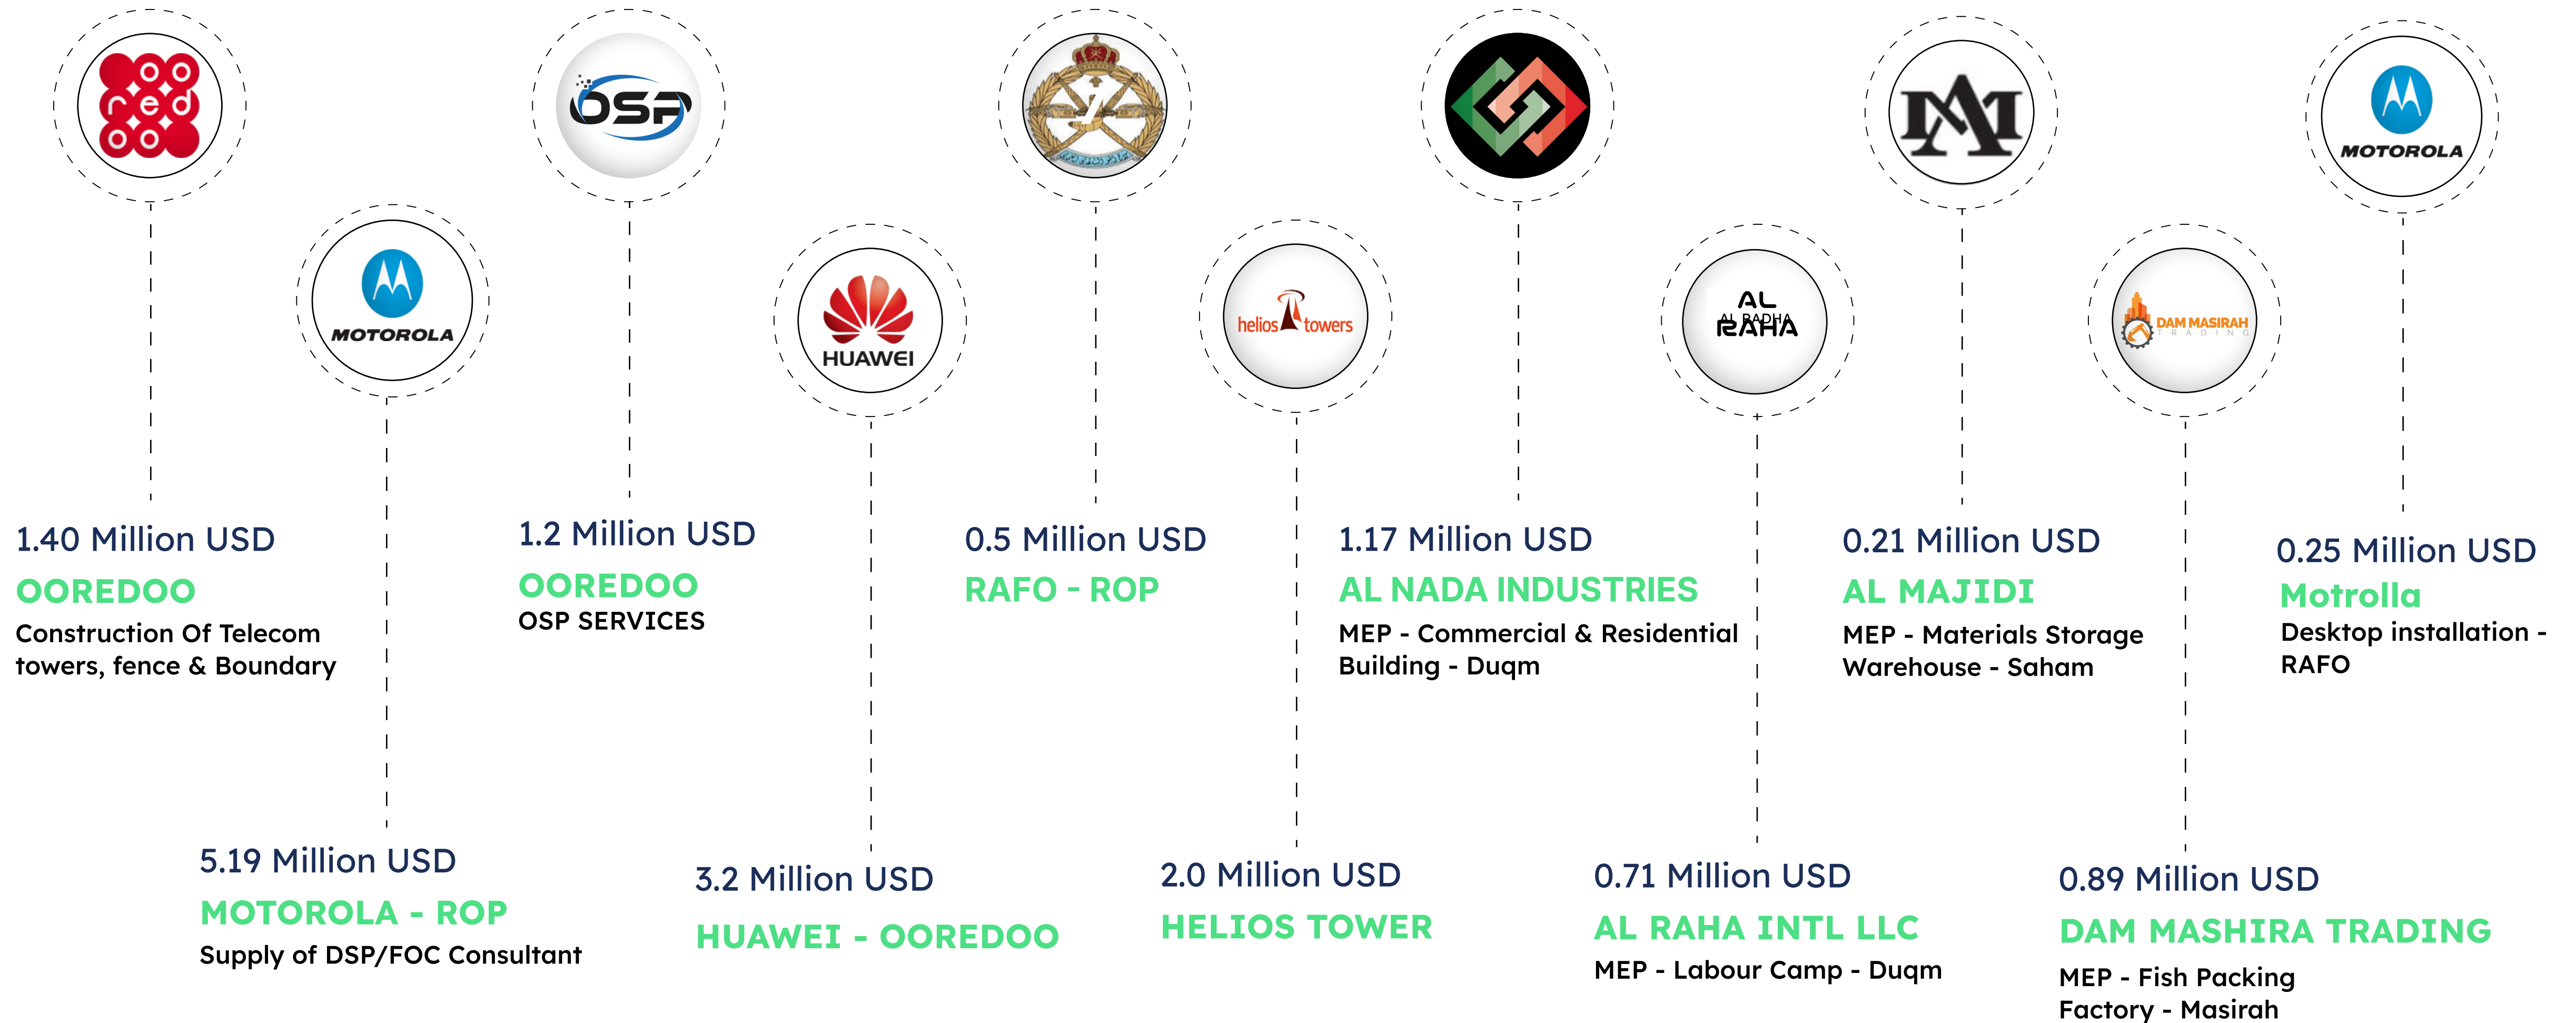 ooredoo
OSP
MOTOROLA
MOTOROLA
HUAWEI
helios towers
AL
AL RADHA
RAHA
DAM MASIRAH
TRADING
1.40 Million USD
OOREDOO
Construction Of Telecom
towers, fence & Boundary
5.19 Million USD
MOTOROLA - ROP
Supply of DSP/FOC Consultant
1.2 Million USD
OOREDOO
OSP SERVICES
3.2 Million USD
HUAWEI - OOREDOO
0.5 Million USD
RAFO - ROP
2.0 Million USD
HELIOS TOWER
1.17 Million USD
AL NADA INDUSTRIES
MEP - Commercial & Residential
Building - Duqm
0.71 Million USD
AL RAHA INTL LLC
MEP - Labour Camp - Duqm
0.21 Million USD
AL MAJIDI
MEP - Materials Storage
Warehouse - Saham
0.89 Million USD
DAM MASHIRA TRADING
MEP - Fish Packing
Factory - Masirah
0.25 Million USD
Motrolla
Desktop installation -
RAFO